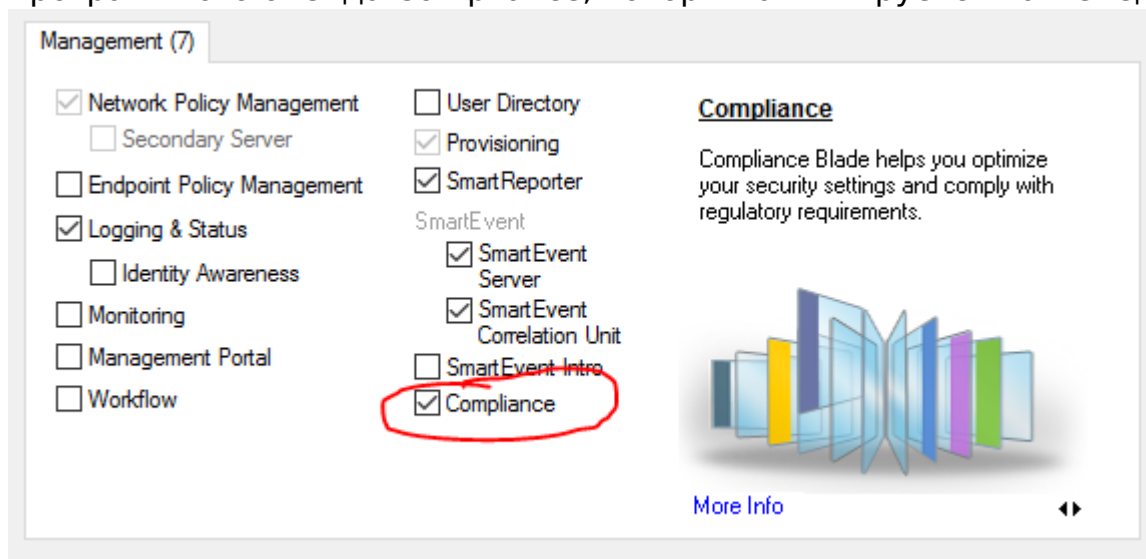 Management (7)
Network Policy Management
Secondary Server
Endpoint Policy Management
Logging & Status
Identity Awareness
Monitoring
Management Portal
Workflow
User Directory
Provisioning
SmartReporter
SmartEvent
SmartEvent
Server
SmartEvent
Correlation Unit
SmartEvent Intro
Compliance
Compliance
Compliance Blade helps you optimize
your security settings and comply with
regulatory requirements.
More Info